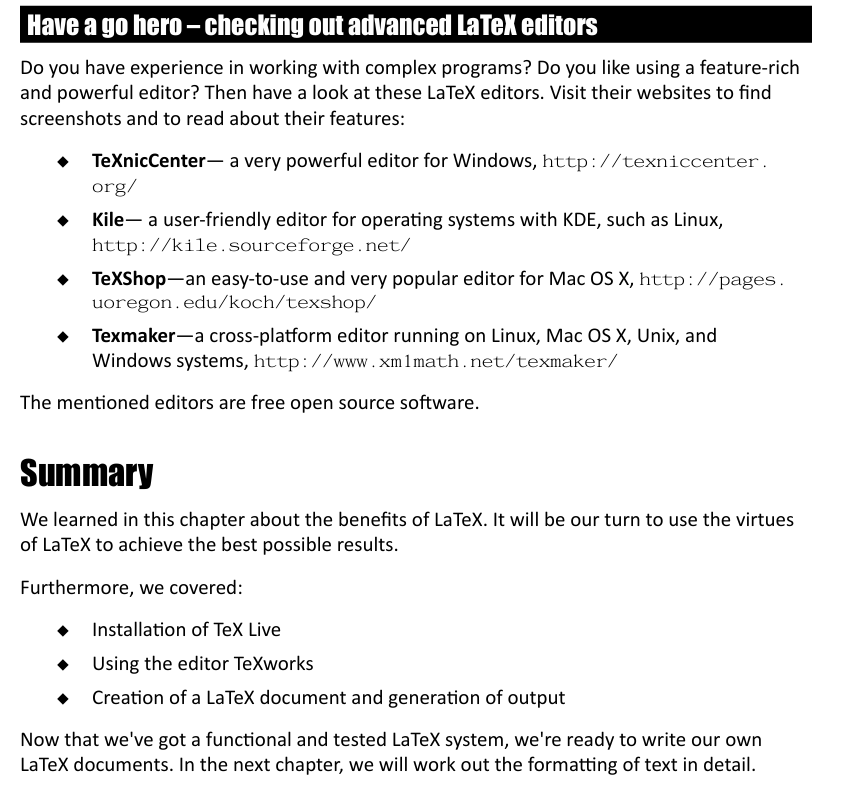 Have a go hero – checking out advanced LaTeX editors
Do you have experience in working with complex programs? Do you like using a feature-rich
and powerful editor? Then have a look at these LaTeX editors. Visit their websites to find
screenshots and to read about their features:
◆ TeXnicCenter— a very powerful editor for Windows, http://texniccenter.
org/
◆ Kile— a user-friendly editor for operating systems with KDE, such as Linux,
http://kile.sourceforge.net/
◆ TeXShop—an easy-to-use and very popular editor for Mac OS X, http://pages.
uoregon.edu/koch/texshop/
◆ Texmaker—a cross-platform editor running on Linux, Mac OS X, Unix, and
Windows systems, http://www.xm1math.net/texmaker/
The mentioned editors are free open source software.
Summary
We learned in this chapter about the benefits of LaTeX. It will be our turn to use the virtues
of LaTeX to achieve the best possible results.
Furthermore, we covered:
◆ Installation of TeX Live
◆ Using the editor TeXworks
◆ Creation of a LaTeX document and generation of output
Now that we've got a functional and tested LaTeX system, we're ready to write our own
LaTeX documents. In the next chapter, we will work out the formatting of text in detail.